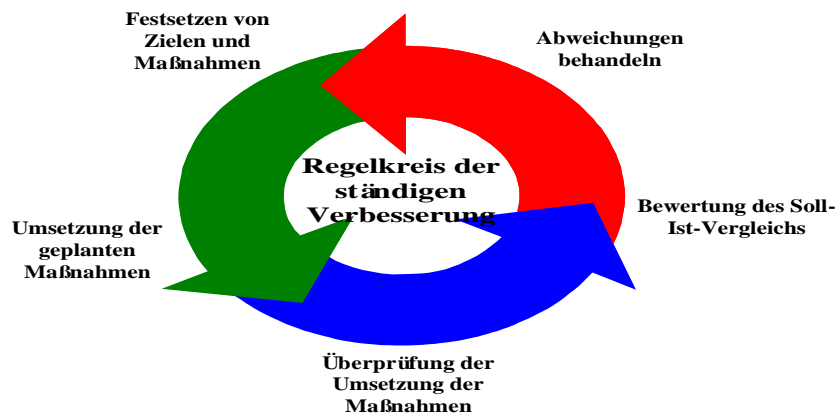 Festsetzen von
Zielen und
Maßnahmen
Abweichungen
behandeln
Regelkreis der
ständigen
Verbesserung
Umsetzung der
geplanten
Maßnahmen
Bewertung des Soll-
Ist-Vergleichs
Überprüfung der
Umsetzung der
Maßnahmen